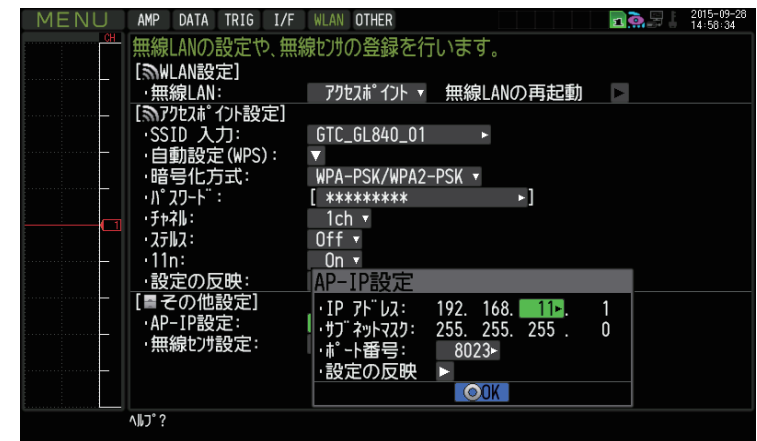 MENU AMP DATA TRIG I/F WLAN OTHER 2015-09-28
14:58:34
CH
無線LANの設定や、無線ｾﾝｻの登録を行います。
[WLAN設定]
・無線LAN: ｱｸｾｽﾎﾟｲﾝﾄ ▼ 無線LANの再起動 ▶
[ｱｸｾｽﾎﾟｲﾝﾄ設定]
・SSID 入力: GTC_GL840_01 ▸
・自動設定(WPS): ▼
・暗号化方式: WPA-PSK/WPA2-PSK ▼
・ﾊﾟｽﾜｰﾄﾞ: [ ********* ▸]
・ﾁｬﾈﾙ: 1ch ▼
1
・ｽﾃﾙｽ: Off ▼
・11n: On ▼
・設定の反映:
[その他設定]
・AP-IP設定:
・無線ｾﾝｻ設定:
AP-IP設定
・IP ｱﾄﾞﾚｽ: 192. 168. 11▸. 1
・ｻﾌﾞﾈｯﾄﾏｽｸ: 255. 255. 255 . 0
・ﾎﾟｰﾄ番号: 8023▸
・設定の反映 ▶
OK
ﾍﾙﾌﾟ?